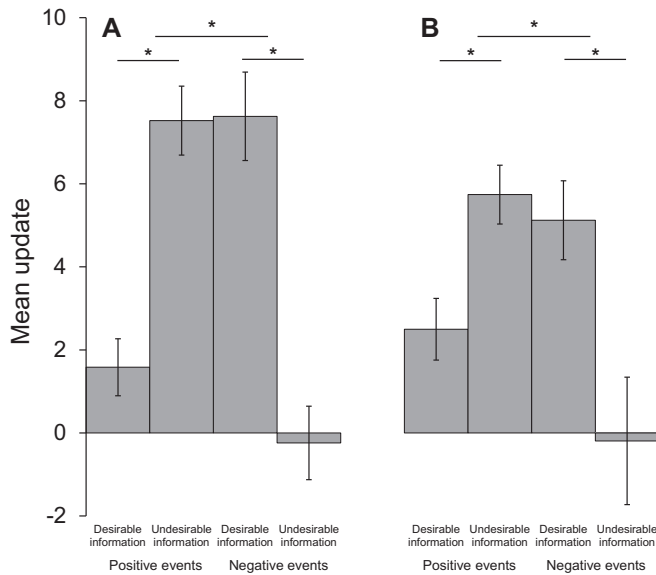 A
B
* * *
* * *
Mean update
10
8
6
4
2
0
-2
Desirable information
Undesirable information
Desirable information
Undesirable information
Positive events
Negative events
Desirable information
Undesirable information
Desirable information
Undesirable information
Positive events
Negative events